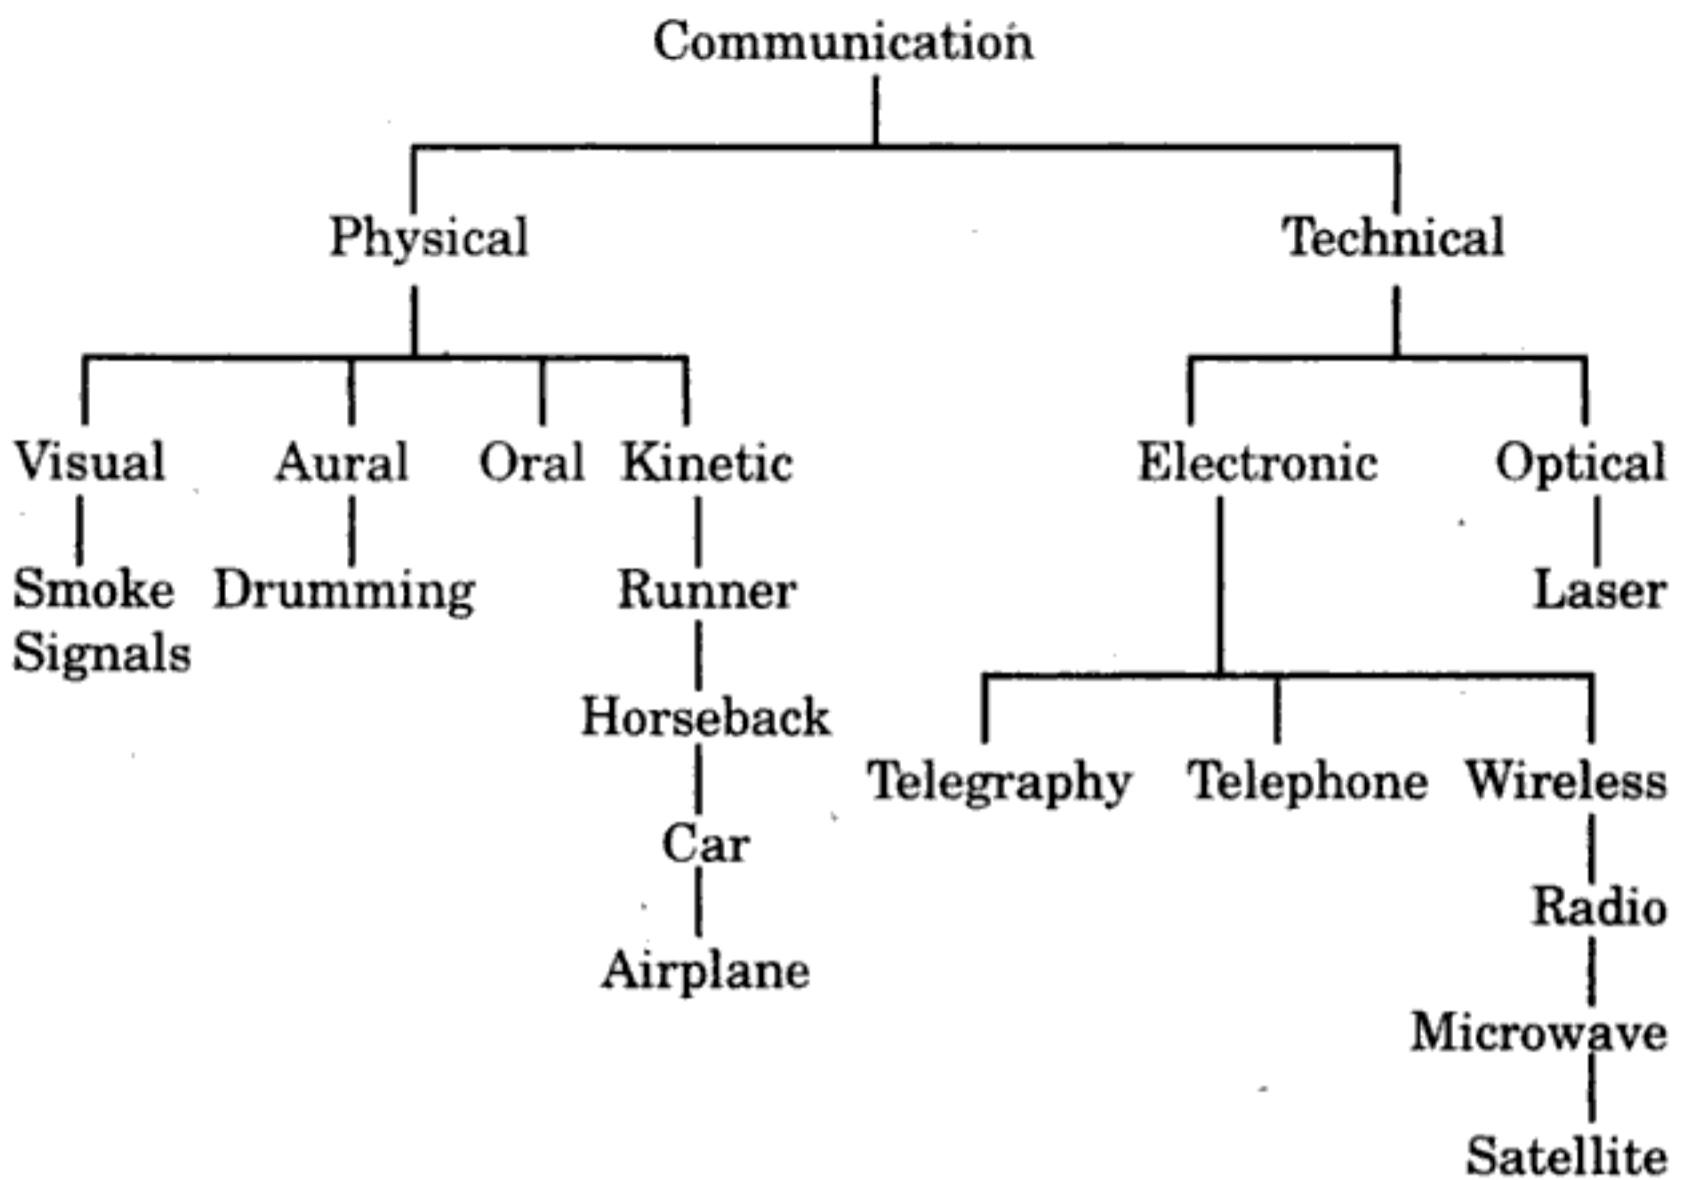 Communication
Physical Technical
Visual Aural Oral Kinetic Electronic Optical
Smoke Drumming Runner Laser
Signals
Horseback
Telegraphy Telephone Wireless
Car
Radio
Airplane
Microwave
Satellite